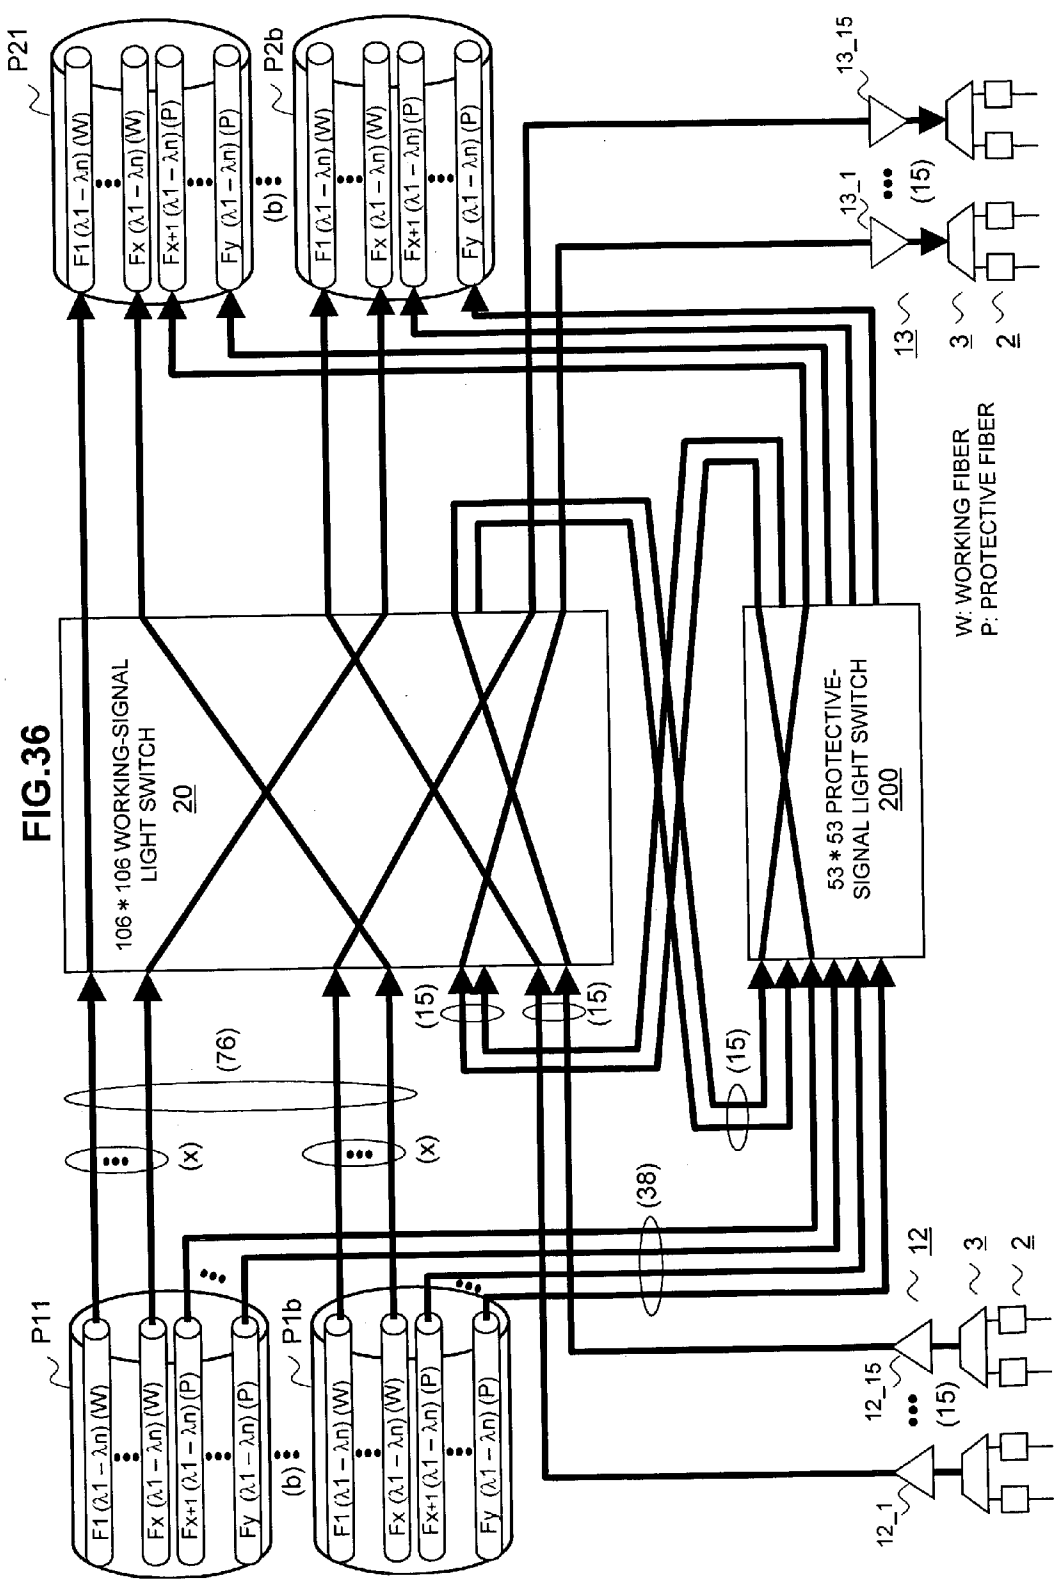 FIG.36
P11
F1 (λ1 – λn) (W)
Fx (λ1 – λn) (W)
Fx+1 (λ1 – λn) (P)
Fy (λ1 – λn) (P)
(b)
P1b
F1 (λ1 – λn) (W)
Fx (λ1 – λn) (W)
Fx+1 (λ1 – λn) (P)
Fy (λ1 – λn) (P)
(x)
(x)
(76)
(38)
(15)
(15)
(15)
106 * 106 WORKING-SIGNAL
LIGHT SWITCH
20
53 * 53 PROTECTIVE-
SIGNAL LIGHT SWITCH
200
P21
F1 (λ1 – λn) (W)
Fx (λ1 – λn) (W)
Fx+1 (λ1 – λn) (P)
Fy (λ1 – λn) (P)
(b)
P2b
F1 (λ1 – λn) (W)
Fx (λ1 – λn) (W)
Fx+1 (λ1 – λn) (P)
Fy (λ1 – λn) (P)
12_1
12_15
(15)
12
3
2
13
3
2
13_1
13_15
(15)
W: WORKING FIBER
P: PROTECTIVE FIBER